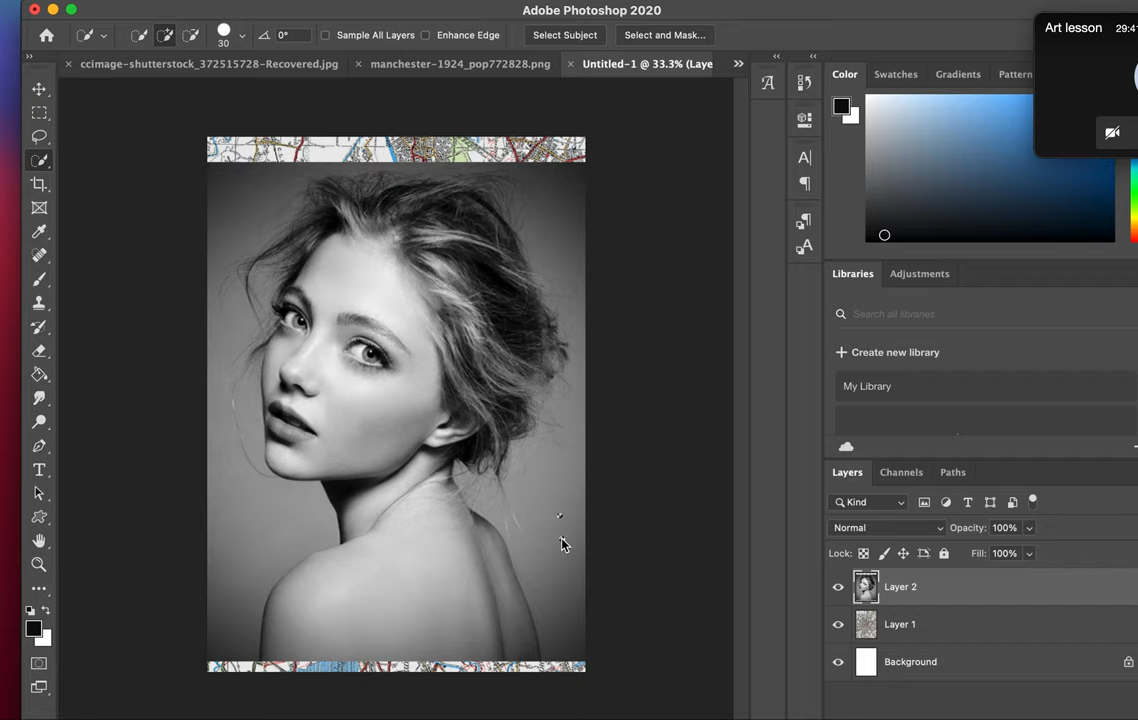 Adobe Photoshop 2020
Art lesson 29:4
30 0° Sample All Layers Enhance Edge Select Subject Select and Mask...
ccimage-shutterstock_372515728-Recovered.jpg manchester-1924_pop772828.png Untitled-1 @ 33.3% (Laye
Color Swatches Gradients Pattern
Libraries Adjustments
Search all libraries
Create new library
My Library
Layers Channels Paths
Kind
Normal Opacity: 100%
Lock: Fill: 100%
Layer 2
Layer 1
Background